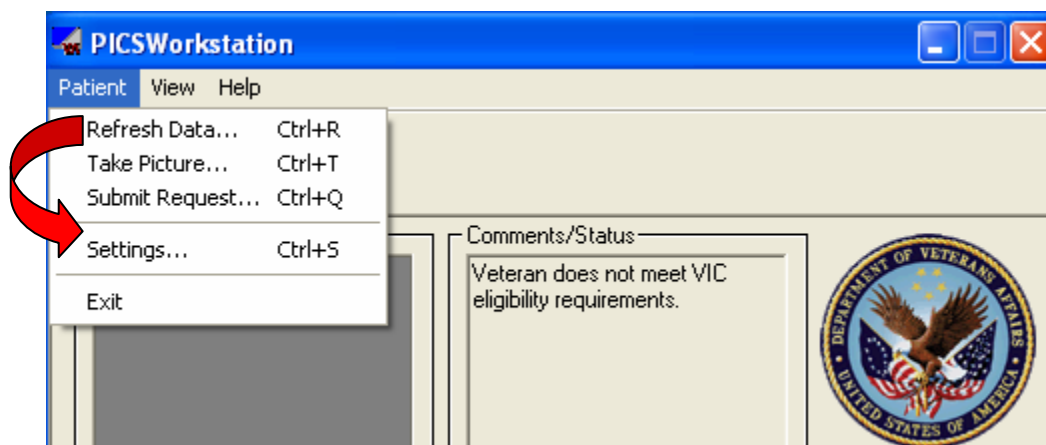 PICSWorkstation
Patient View Help
Refresh Data... Ctrl+R
Take Picture... Ctrl+T
Submit Request... Ctrl+Q
Settings... Ctrl+S
Exit
Comments/Status
Veteran does not meet VIC
eligibility requirements.
DEPARTMENT OF VETERANS AFFAIRS
UNITED STATES OF AMERI